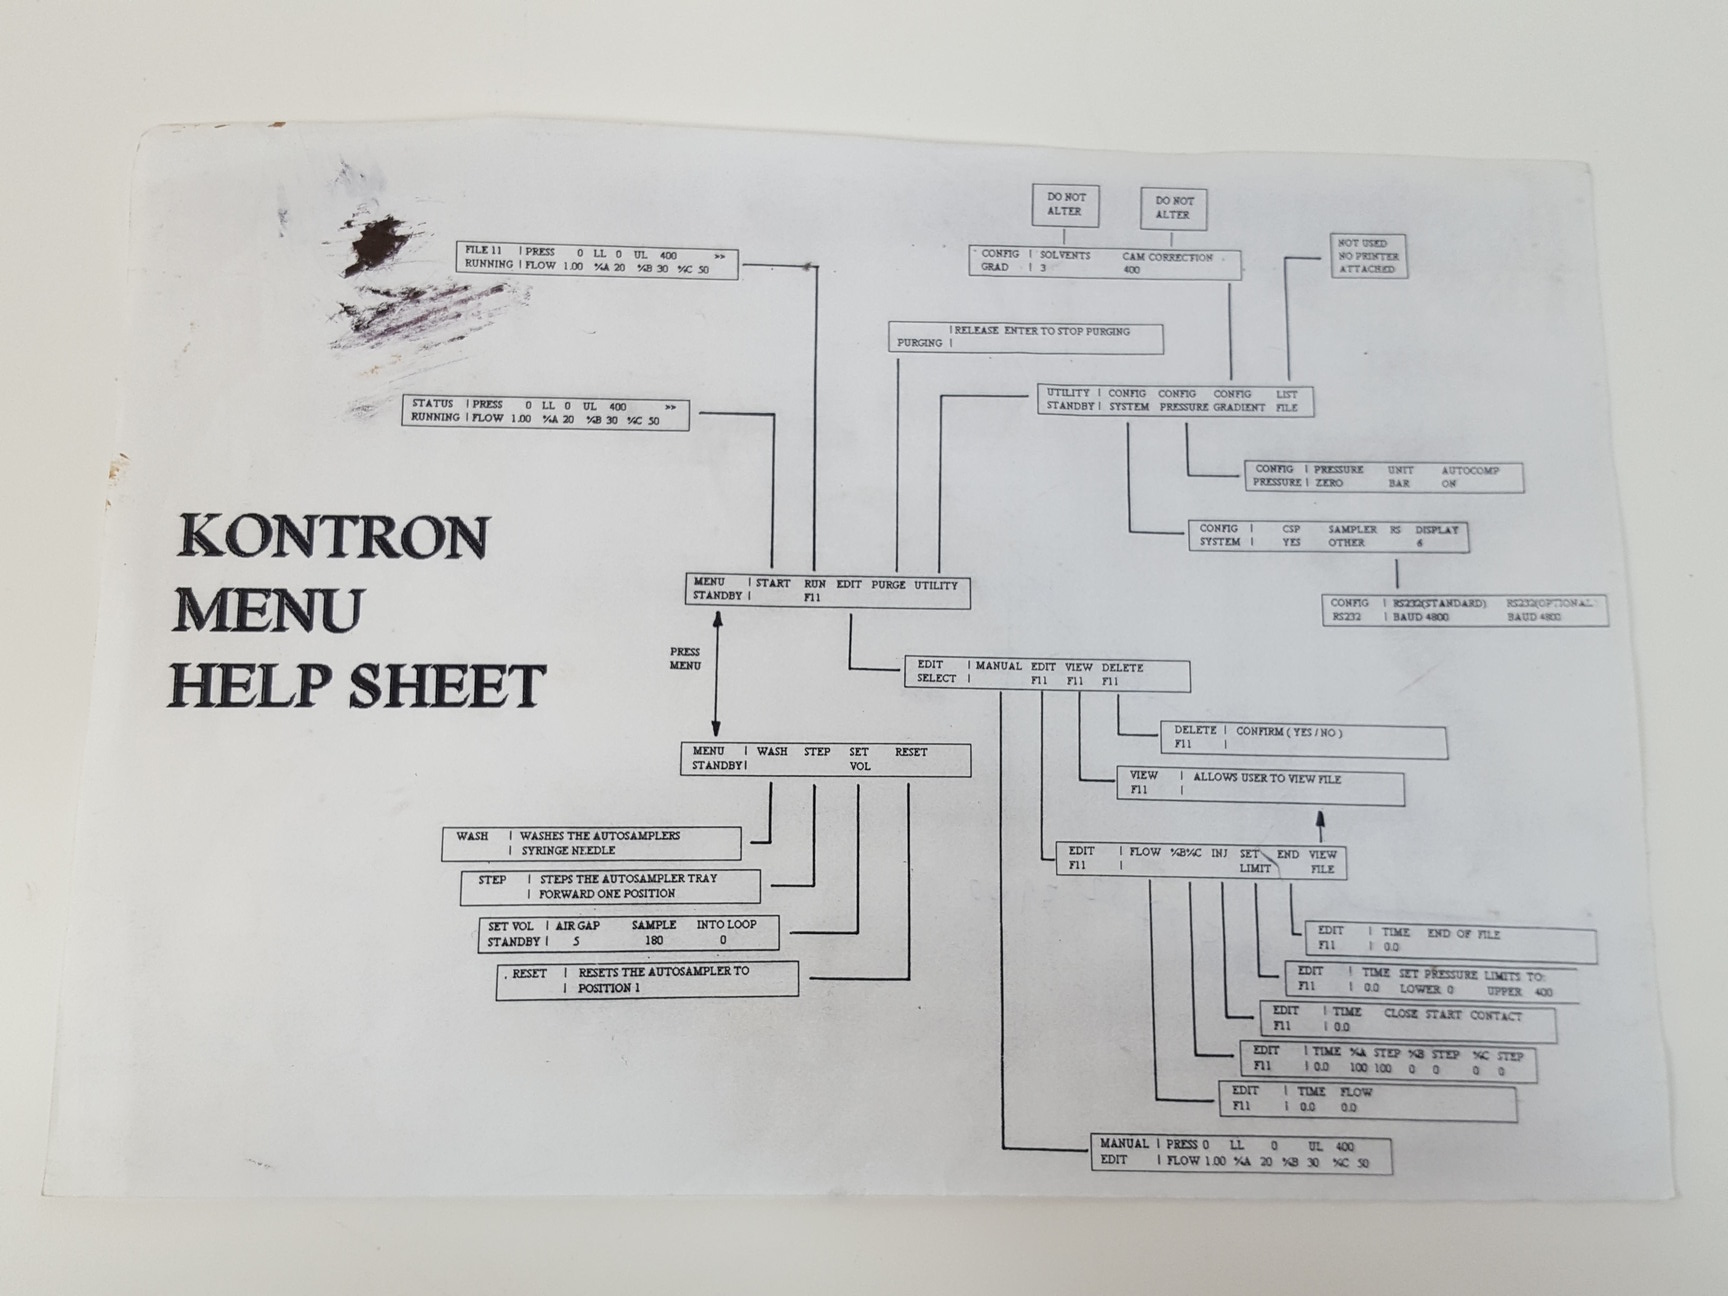 DO NOT
ALTER
DO NOT
ALTER
FILE 11 | PRESS 0 LL 0 UL 400 >>
RUNNING | FLOW 1.00 %A 20 %B 30 %C 50
CONFIG | SOLVENTS CAM CORRECTION
GRAD | 3 400
NOT USED
NO PRINTER
ATTACHED
| RELEASE ENTER TO STOP PURGING
PURGING |
UTILITY | CONFIG CONFIG CONFIG LIST
STANDBY | SYSTEM PRESSURE GRADIENT FILE
STATUS | PRESS 0 LL 0 UL 400 >>
RUNNING | FLOW 1.00 %A 20 %B 30 %C 50
CONFIG | PRESSURE UNIT AUTOCOMP
PRESSURE | ZERO BAR ON
CONFIG | CSP SAMPLER RS DISPLAY
SYSTEM | YES OTHER 6
KONTRON
MENU
HELP SHEET
MENU | START RUN EDIT PURGE UTILITY
STANDBY | F11
CONFIG | RS232(STANDARD) RS232(OPTIONAL
RS232 | BAUD 4800 BAUD 4800
PRESS
MENU
EDIT | MANUAL EDIT VIEW DELETE
SELECT | F11 F11 F11
DELETE | CONFIRM ( YES / NO )
F11 |
MENU | WASH STEP SET RESET
STANDBY | VOL
VIEW | ALLOWS USER TO VIEW FILE
F11 |
WASH | WASHES THE AUTOSAMPLERS
| SYRINGE NEEDLE
EDIT | FLOW %B%C INJ SET END VIEW
F11 | LIMIT FILE
STEP | STEPS THE AUTOSAMPLER TRAY
| FORWARD ONE POSITION
SET VOL | AIR GAP SAMPLE INTO LOOP
STANDBY | 5 180 0
EDIT | TIME END OF FILE
F11 | 0.0
. RESET | RESETS THE AUTOSAMPLER TO
| POSITION 1
EDIT | TIME SET PRESSURE LIMITS TO:
F11 | 0.0 LOWER 0 UPPER 400
EDIT | TIME CLOSE START CONTACT
F11 | 0.0
EDIT | TIME %A STEP %B STEP %C STEP
F11 | 0.0 100 100 0 0 0 0
EDIT | TIME FLOW
F11 | 0.0 0.0
MANUAL | PRESS 0 LL 0 UL 400
EDIT | FLOW 1.00 %A 20 %B 30 %C 50